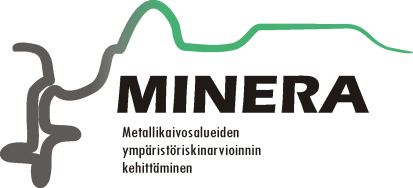 MINERA
Metallikaivosalueiden
ympäristöriskinarvioinnin
kehittäminen